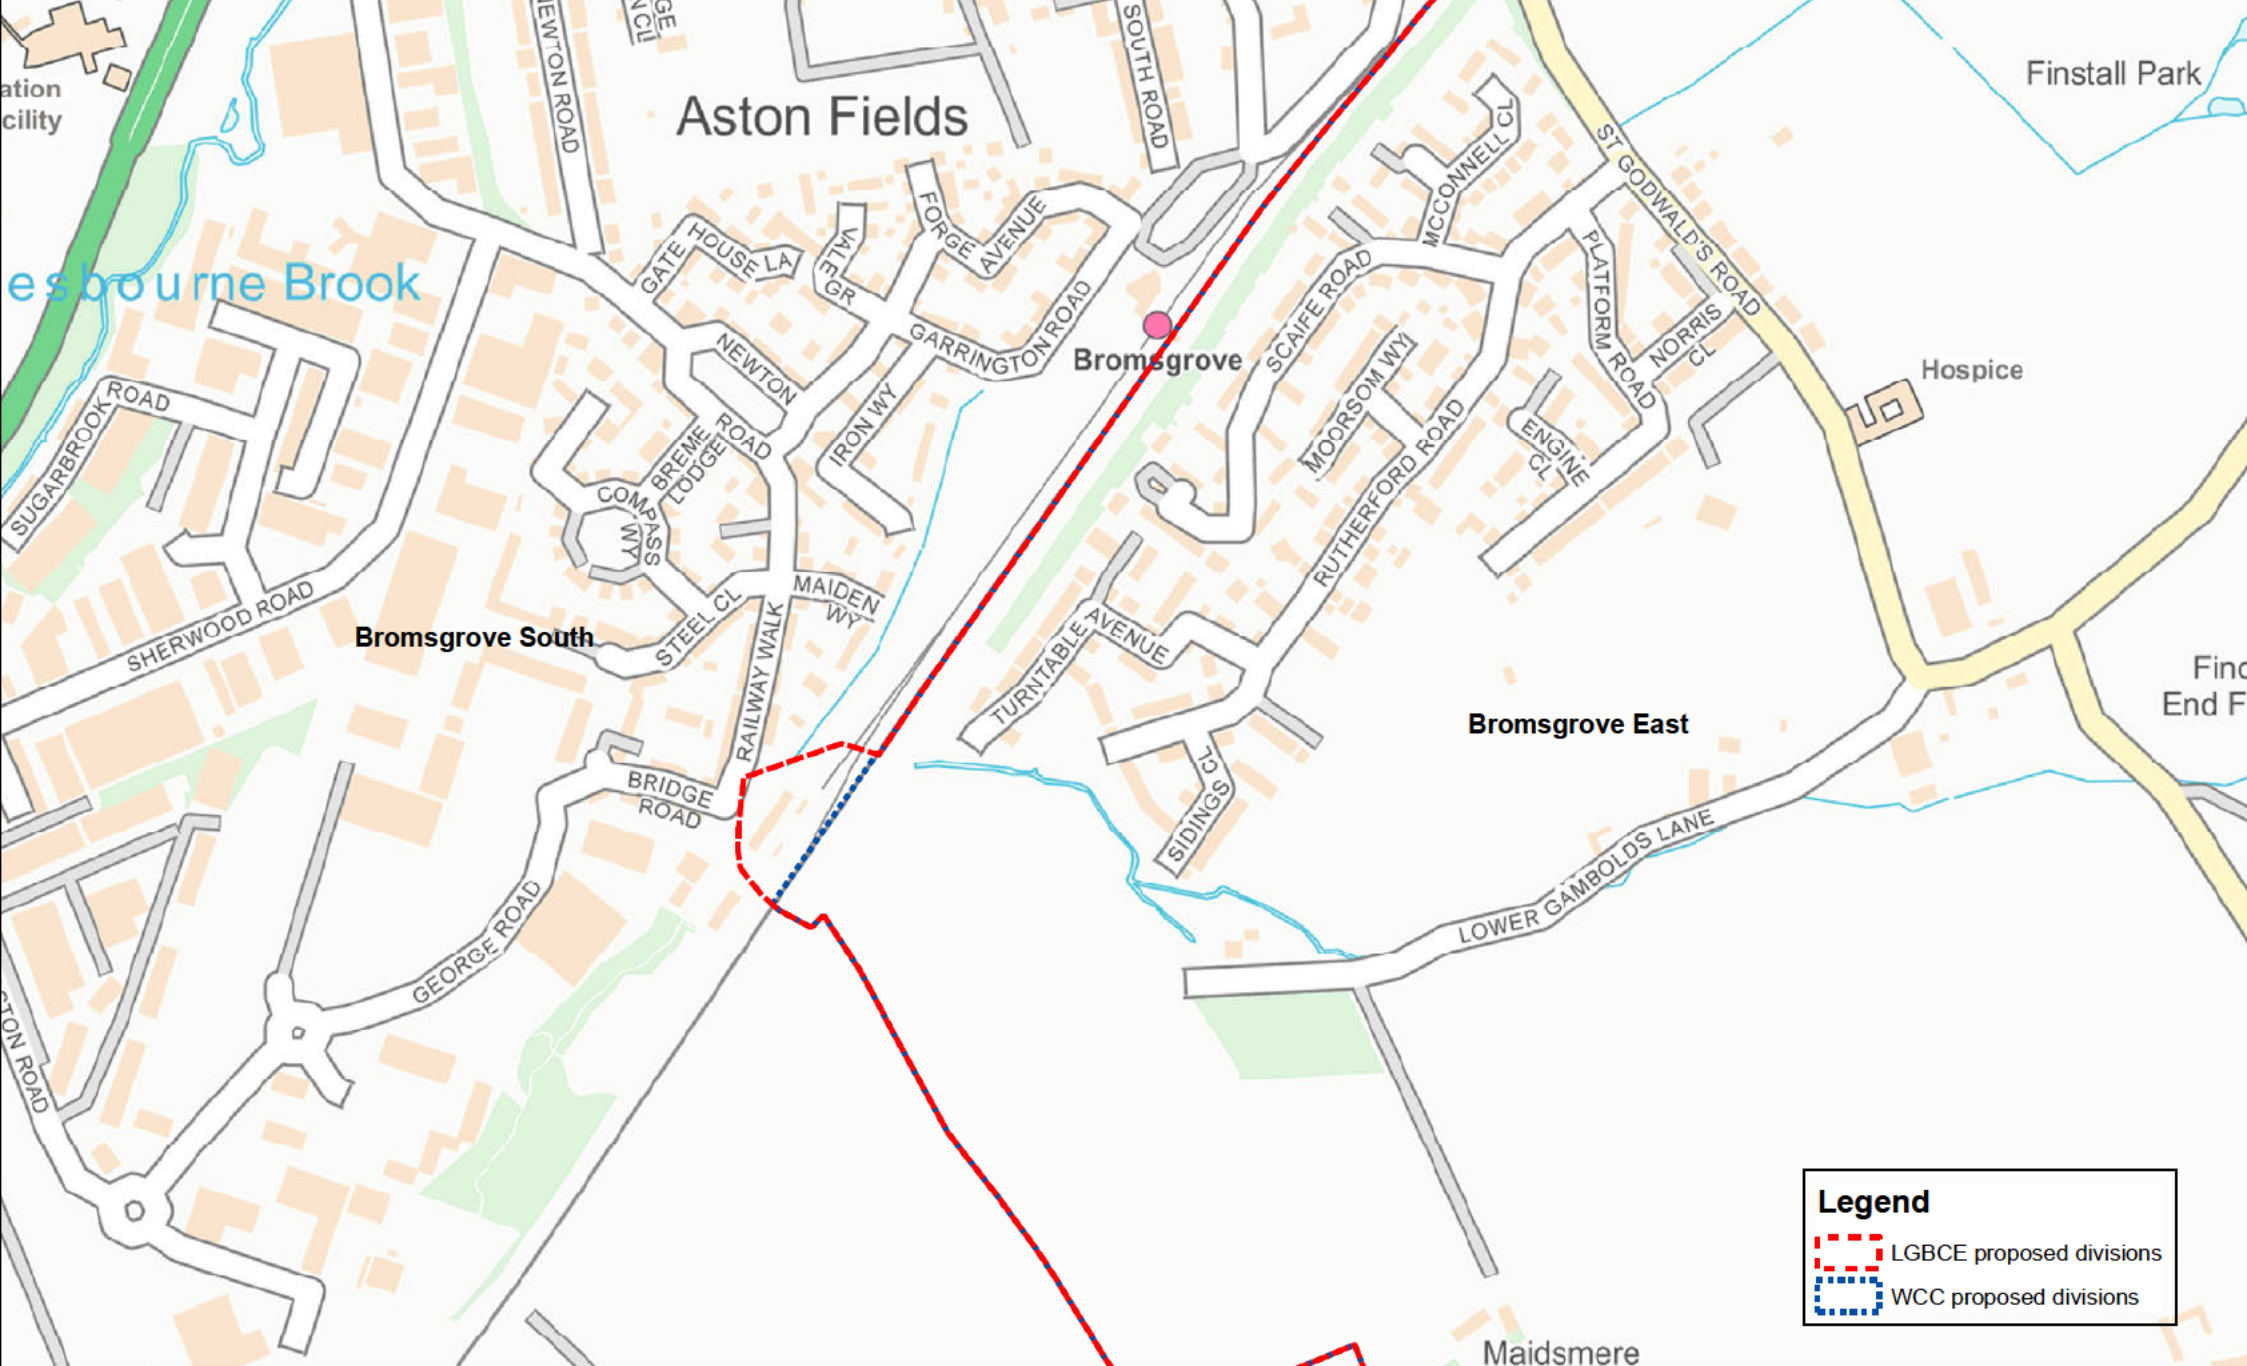 NEWTON ROAD
SOUTH ROAD
Finstall Park
ation
cility
Aston Fields
MCCONNELL CL
ST GODWALD'S ROAD
FORGE
AVENUE
GATE
HOUSE LA
VALE
GR
esbourne Brook
PLATFORM ROAD
SCAIFE ROAD
GARRINGTON ROAD
NORRIS
CL
NEWTON
ROAD
Bromsgrove
MOORSOM WY
Hospice
SUGARBROOK ROAD
IRON WY
BREME
LODGE
ENGINE
CL
COMPASS
WY
RUTHERFORD ROAD
MAIDEN
WY
SHERWOOD ROAD
Bromsgrove South
STEEL CL
RAILWAY WALK
TURNTABLE
AVENUE
Find
End F
Bromsgrove East
SIDINGS CL
BRIDGE
ROAD
LOWER GAMBOLDS LANE
GEORGE ROAD
TON ROAD
Legend
LGBCE proposed divisions
WCC proposed divisions
Maidsmere